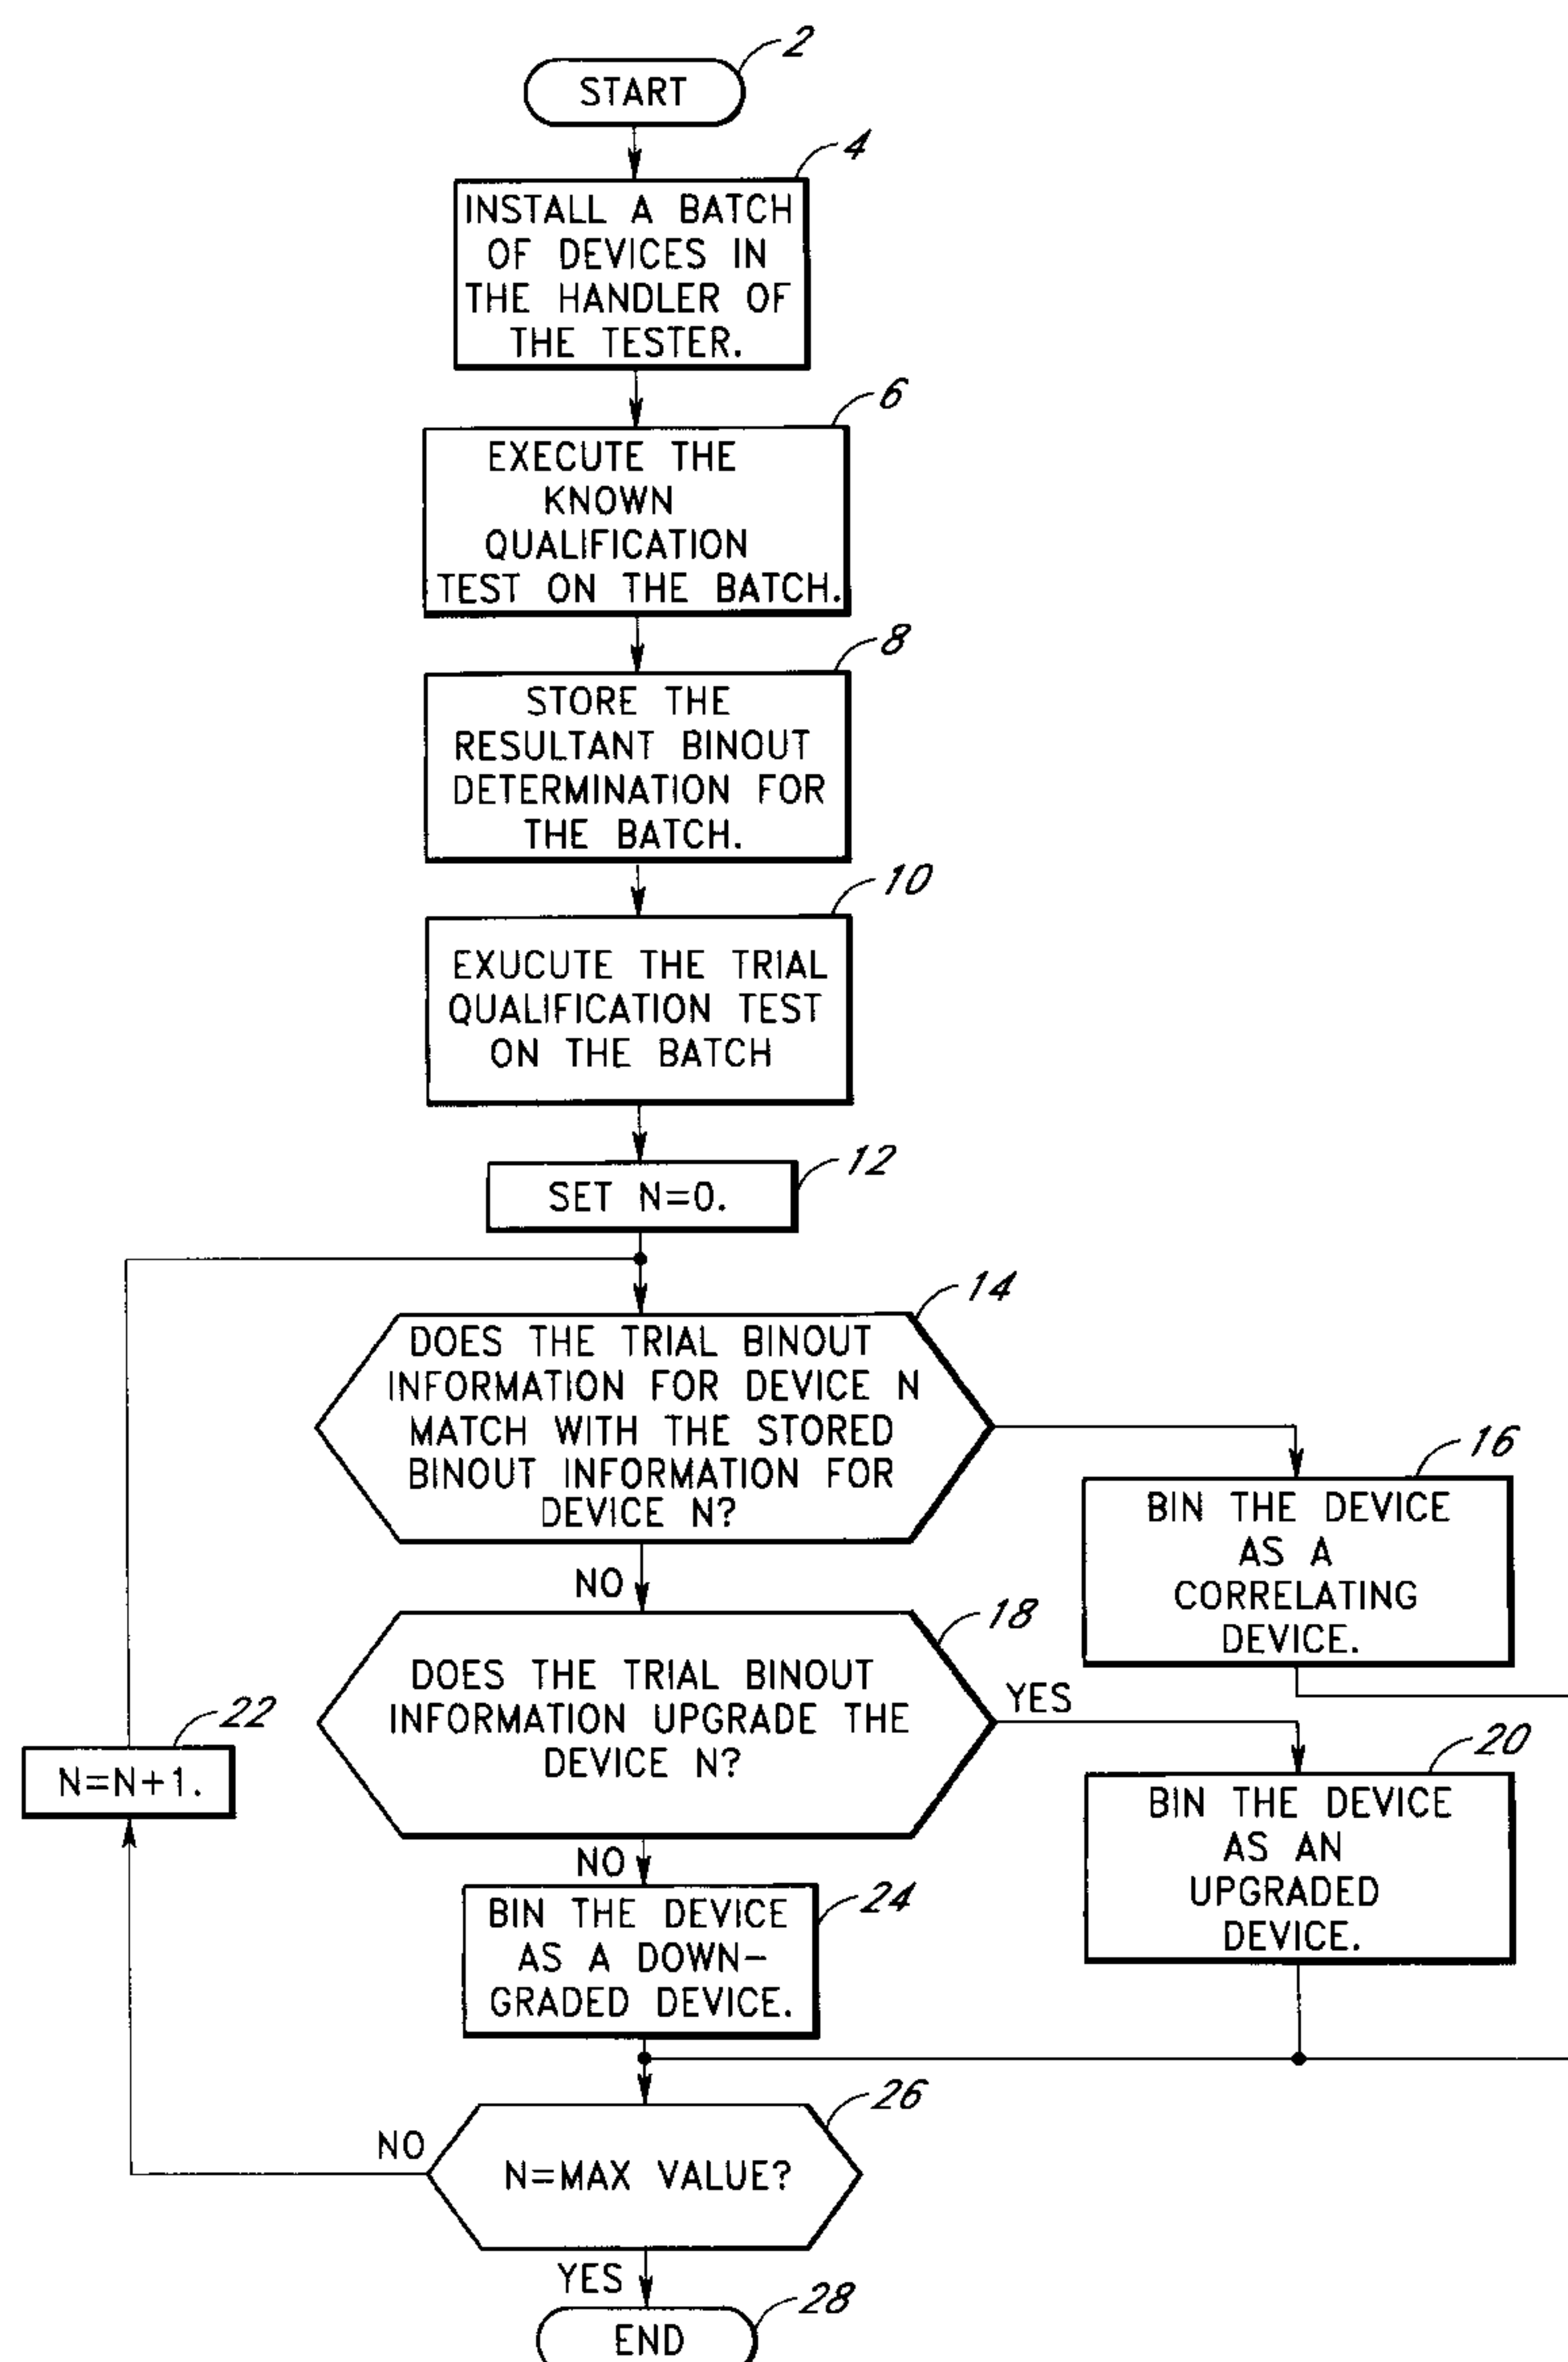 2
START
4
INSTALL A BATCH
OF DEVICES IN
THE HANDLER OF
THE TESTER.
6
EXECUTE THE
KNOWN
QUALIFICATION
TEST ON THE BATCH.
8
STORE THE
RESULTANT BINOUT
DETERMINATION FOR
THE BATCH.
10
EXUCUTE THE TRIAL
QUALIFICATION TEST
ON THE BATCH
12
SET N=0.
14
DOES THE TRIAL BINOUT
INFORMATION FOR DEVICE N
MATCH WITH THE STORED
BINOUT INFORMATION FOR
DEVICE N?
16
BIN THE DEVICE
AS A
CORRELATING
DEVICE.
NO
18
DOES THE TRIAL BINOUT
INFORMATION UPGRADE THE
DEVICE N?
YES
20
BIN THE DEVICE
AS AN
UPGRADED
DEVICE.
22
N=N+1.
NO
24
BIN THE DEVICE
AS A DOWN-
GRADED DEVICE.
26
NO
N=MAX VALUE?
YES
28
END